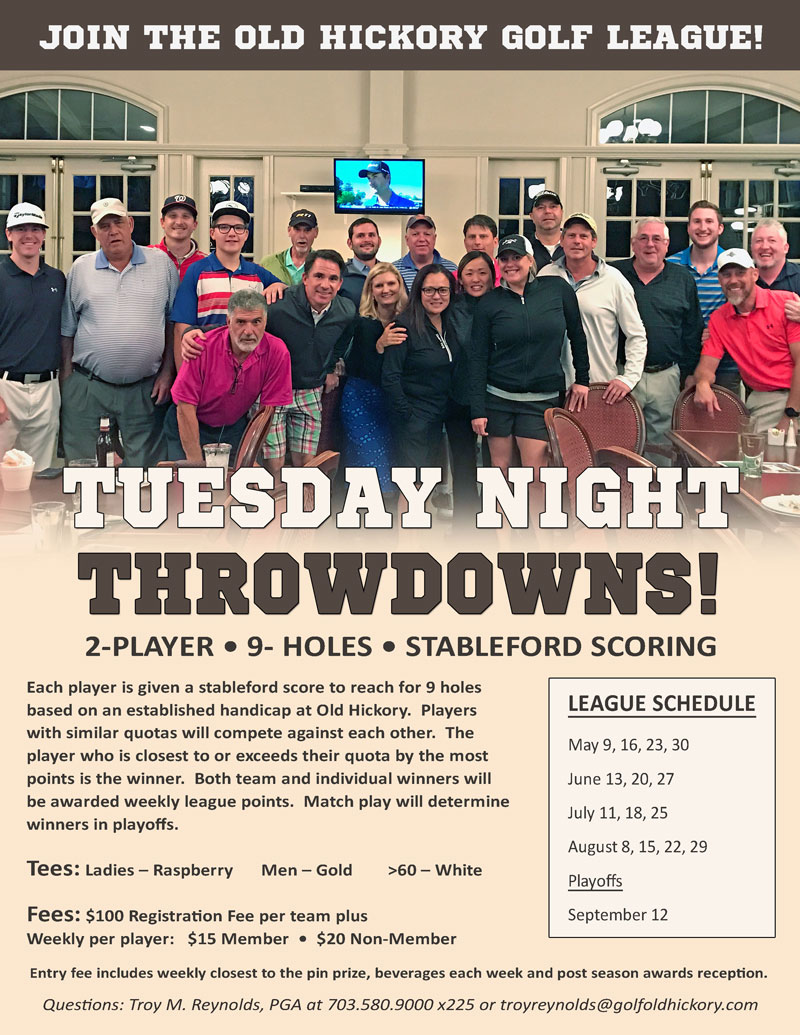 JOIN THE OLD HICKORY GOLF LEAGUE!
TaylorMade
TUESDAY NIGHT
THROWDOWNS!
2-PLAYER • 9- HOLES • STABLEFORD SCORING
Each player is given a stableford score to reach for 9 holes
based on an established handicap at Old Hickory. Players
with similar quotas will compete against each other. The
player who is closest to or exceeds their quota by the most
points is the winner. Both team and individual winners will
be awarded weekly league points. Match play will determine
winners in playoffs.
Tees: Ladies – Raspberry Men – Gold >60 – White
Fees: $100 Registration Fee per team plus
Weekly per player: $15 Member • $20 Non-Member
LEAGUE SCHEDULE
May 9, 16, 23, 30
June 13, 20, 27
July 11, 18, 25
August 8, 15, 22, 29
Playoffs
September 12
Entry fee includes weekly closest to the pin prize, beverages each week and post season awards reception.
Questions: Troy M. Reynolds, PGA at 703.580.9000 x225 or troyreynolds@golfoldhickory.com